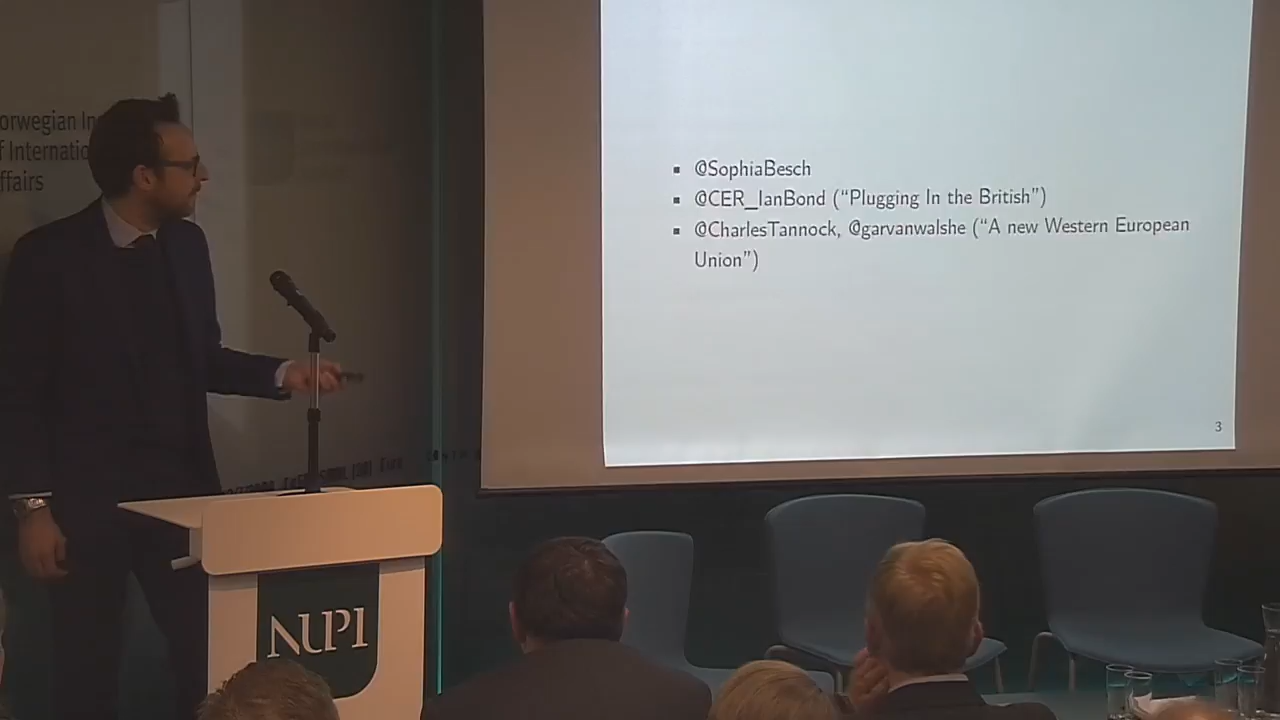 orwegian In
f Internatio
ffairs
@SophiaBesch
@CER_IanBond (“Plugging In the British”)
@CharlesTannock, @garvanwalshe (“A new Western European
Union”)
3
NUPI